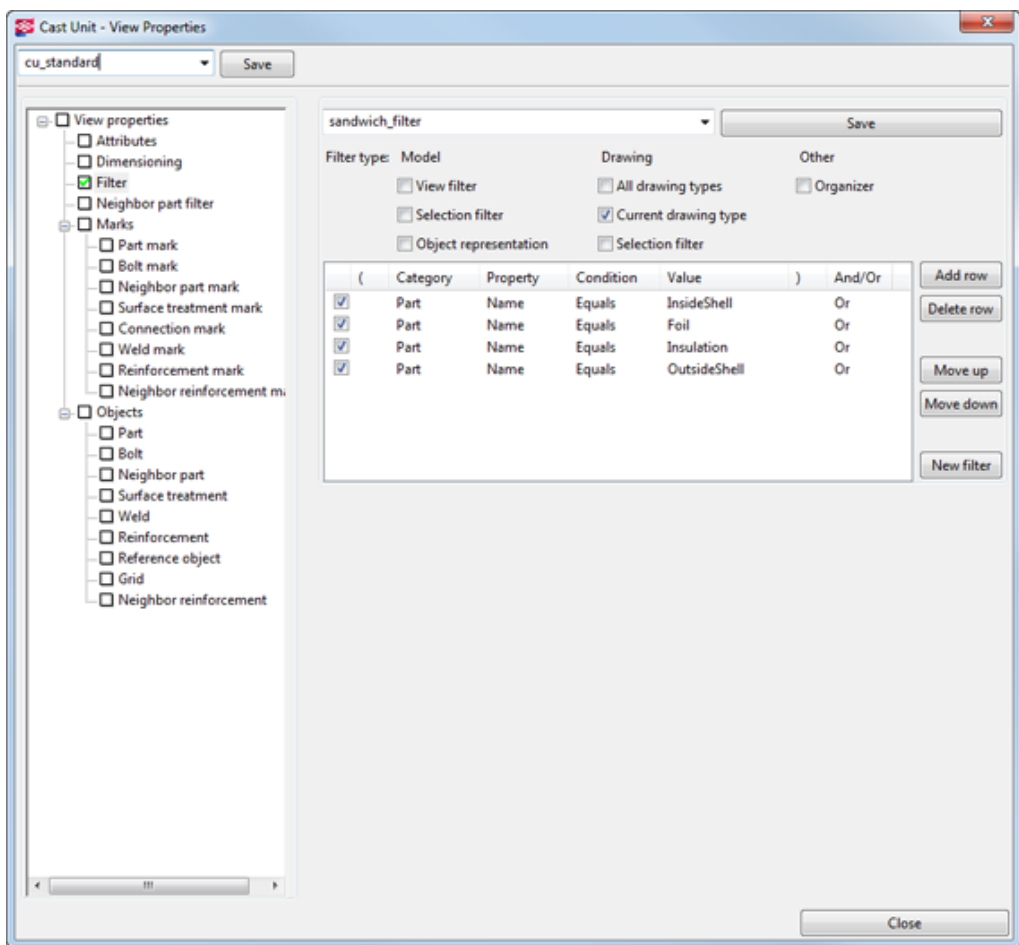 Cast Unit - View Properties
x
cu_standard
Save
View properties
Attributes
Dimensioning
Filter
Neighbor part filter
Marks
Part mark
Bolt mark
Neighbor part mark
Surface treatment mark
Connection mark
Weld mark
Reinforcement mark
Neighbor reinforcement ma
Objects
Part
Bolt
Neighbor part
Surface treatment
Weld
Reinforcement
Reference object
Grid
Neighbor reinforcement
sandwich_filter
Save
Filter type: Model Drawing Other
View filter All drawing types Organizer
Selection filter Current drawing type
Object representation Selection filter
( Category Property Condition Value ) And/Or
Part Name Equals InsideShell Or
Part Name Equals Foil Or
Part Name Equals Insulation Or
Part Name Equals OutsideShell Or
Add row
Delete row
Move up
Move down
New filter
Close